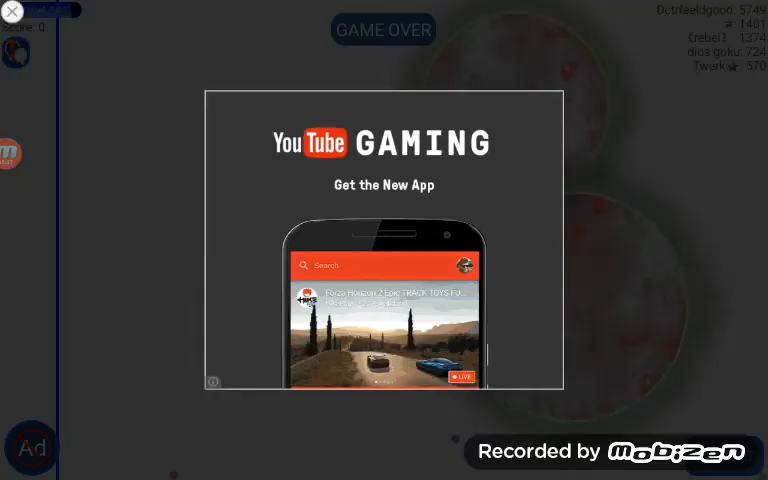 Score: 0
GAME OVER
Dctrfeeldgood: 5749
#: 1401
{rebel} 1374
dios goku: 724
Twerk★ 570
YouTube GAMING
Get the New App
Search
Forza Horizon 2 Epic TRACK TOYS FU...
LIVE
Ad
Recorded by Mobizen